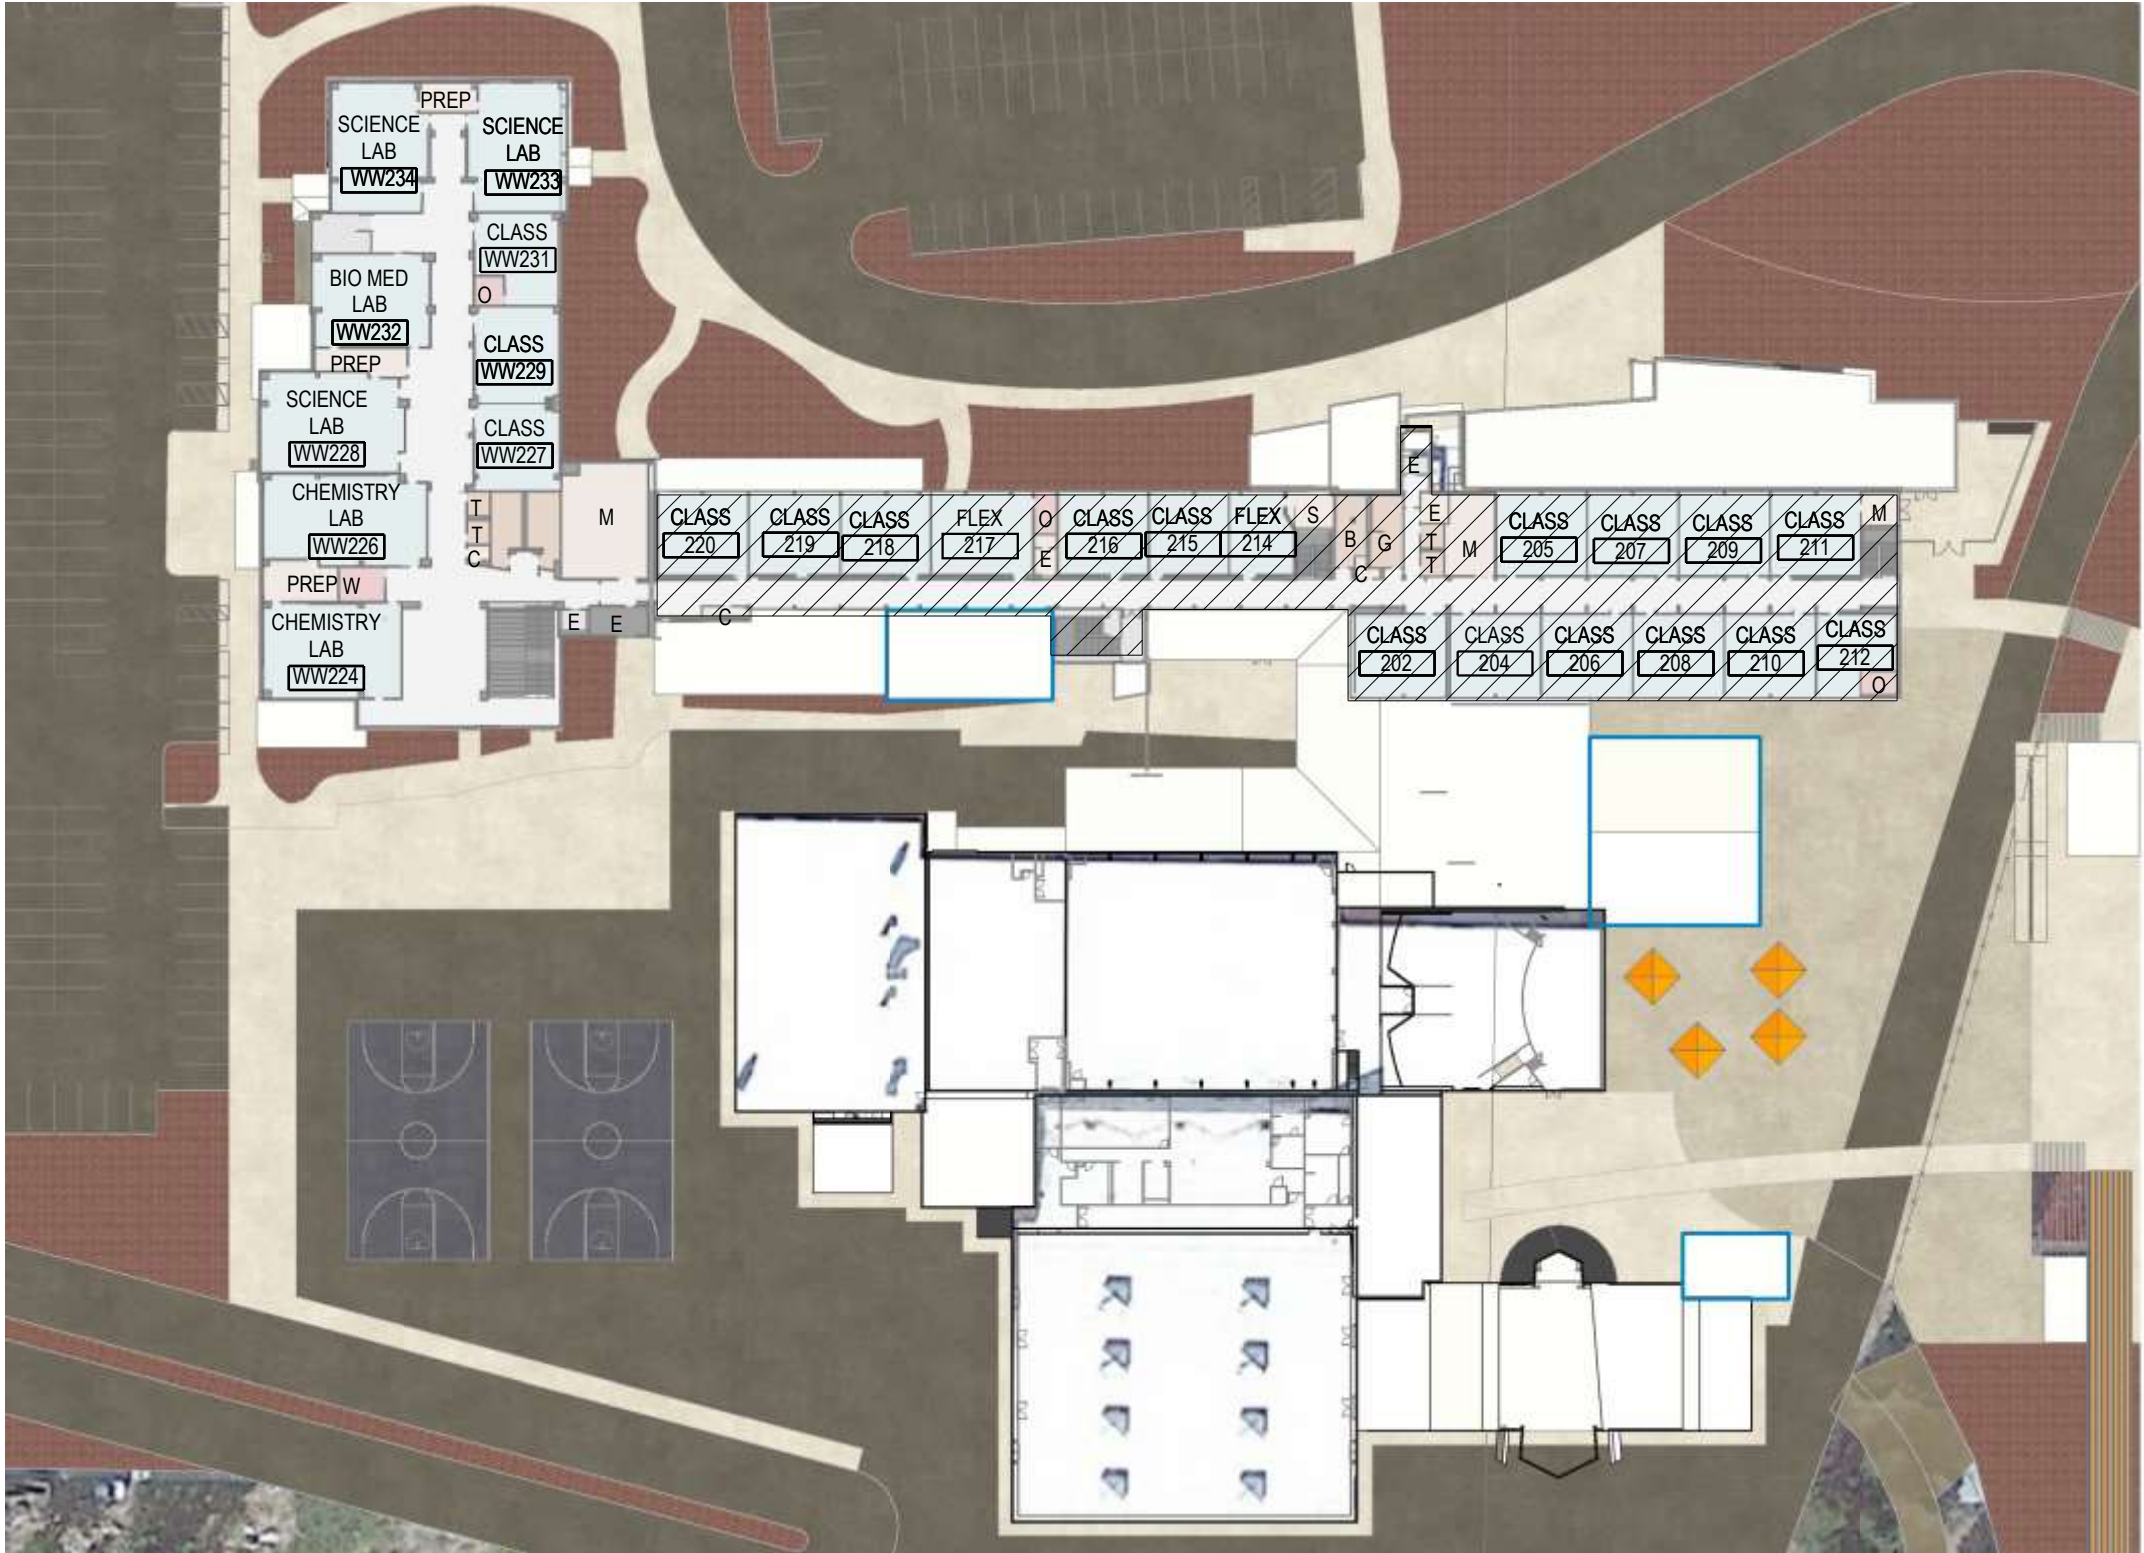 PREP
SCIENCE
LAB
WW234
SCIENCE
LAB
WW233
CLASS
WW231
O
BIO MED
LAB
WW232
PREP
CLASS
WW229
SCIENCE
LAB
WW228
CLASS
WW227
CHEMISTRY
LAB
WW226
T
T
C
M
PREP
W
CHEMISTRY
LAB
WW224
E
E
CLASS
220
CLASS
219
CLASS
218
FLEX
217
O
E
CLASS
216
CLASS
215
FLEX
214
S
B
G
C
E
E
T
T
M
CLASS
205
CLASS
207
CLASS
209
CLASS
211
M
C
CLASS
202
CLASS
204
CLASS
206
CLASS
208
CLASS
210
CLASS
212
O